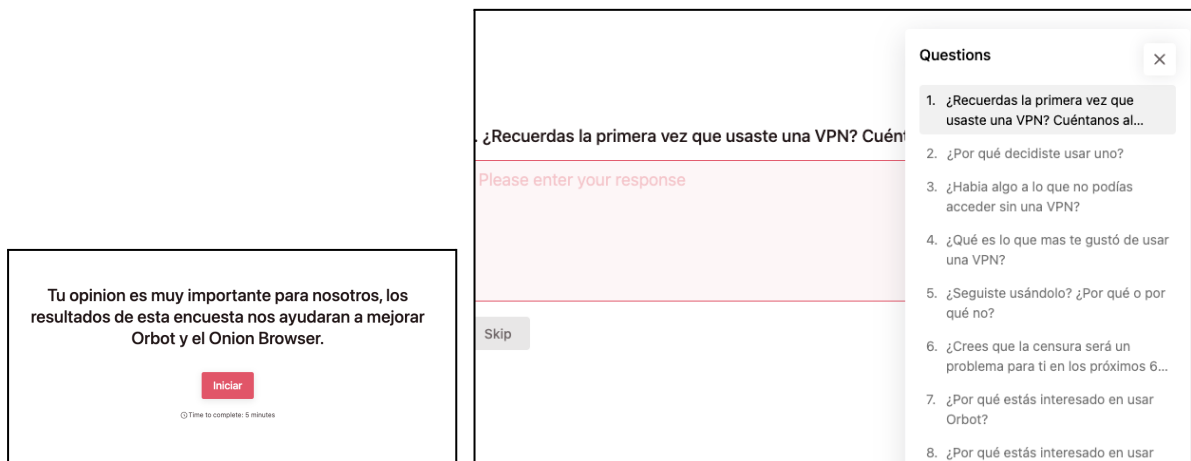 Tu opinion es muy importante para nosotros, los
resultados de esta encuesta nos ayudaran a mejorar
Orbot y el Onion Browser.
Iniciar
Time to complete: 5 minutes
. ¿Recuerdas la primera vez que usaste una VPN? Cuént
Please enter your response
Skip
Questions
1. ¿Recuerdas la primera vez que
usaste una VPN? Cuéntanos al...
2. ¿Por qué decidiste usar uno?
3. ¿Habia algo a lo que no podías
acceder sin una VPN?
4. ¿Qué es lo que mas te gustó de usar
una VPN?
5. ¿Seguiste usándolo? ¿Por qué o por
qué no?
6. ¿Crees que la censura será un
problema para ti en los próximos 6...
7. ¿Por qué estás interesado en usar
Orbot?
8. ¿Por qué estás interesado en usar